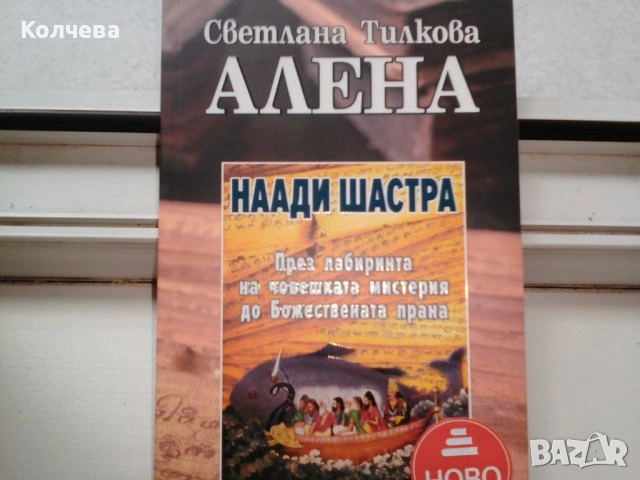 Колчева
Светлана Тилкова
АЛЕНА
НААДИ ШАСТРА
През лабиринта
на човешката мистерия
до Божествената прана
НОВО
BAZAR